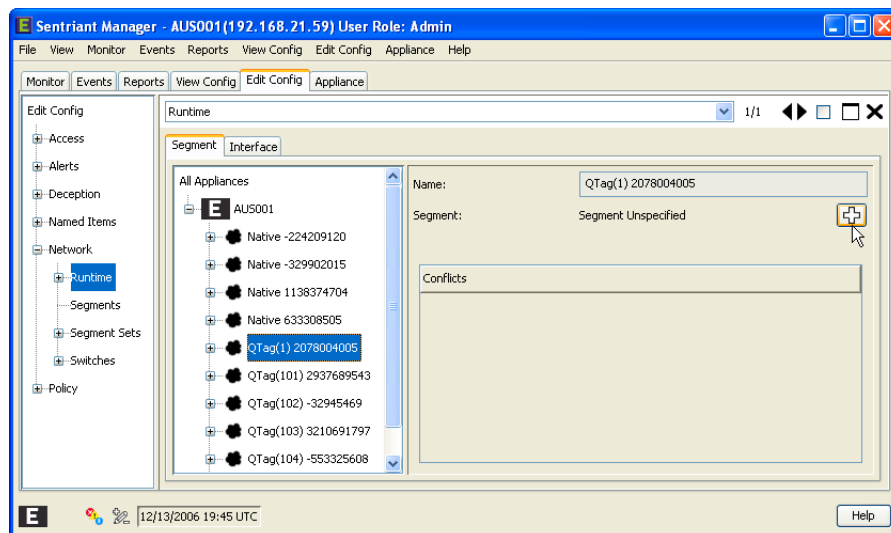 E Sentriant Manager - AUS001(192.168.21.59) User Role: Admin
File View Monitor Events Reports View Config Edit Config Appliance Help
Monitor Events Reports View Config Edit Config Appliance
Edit Config
Access
Alerts
Deception
Named Items
Network
Runtime
Segments
Segment Sets
Switches
Policy
Runtime 1/1
Segment Interface
All Appliances
E AUS001
Native -224209120
Native -329902015
Native 1138374704
Native 633308505
QTag(1) 2078004005
QTag(101) 2937689543
QTag(102) -32945469
QTag(103) 3210691797
QTag(104) -553325608
Name: QTag(1) 2078004005
Segment: Segment Unspecified
Conflicts
E 12/13/2006 19:45 UTC Help